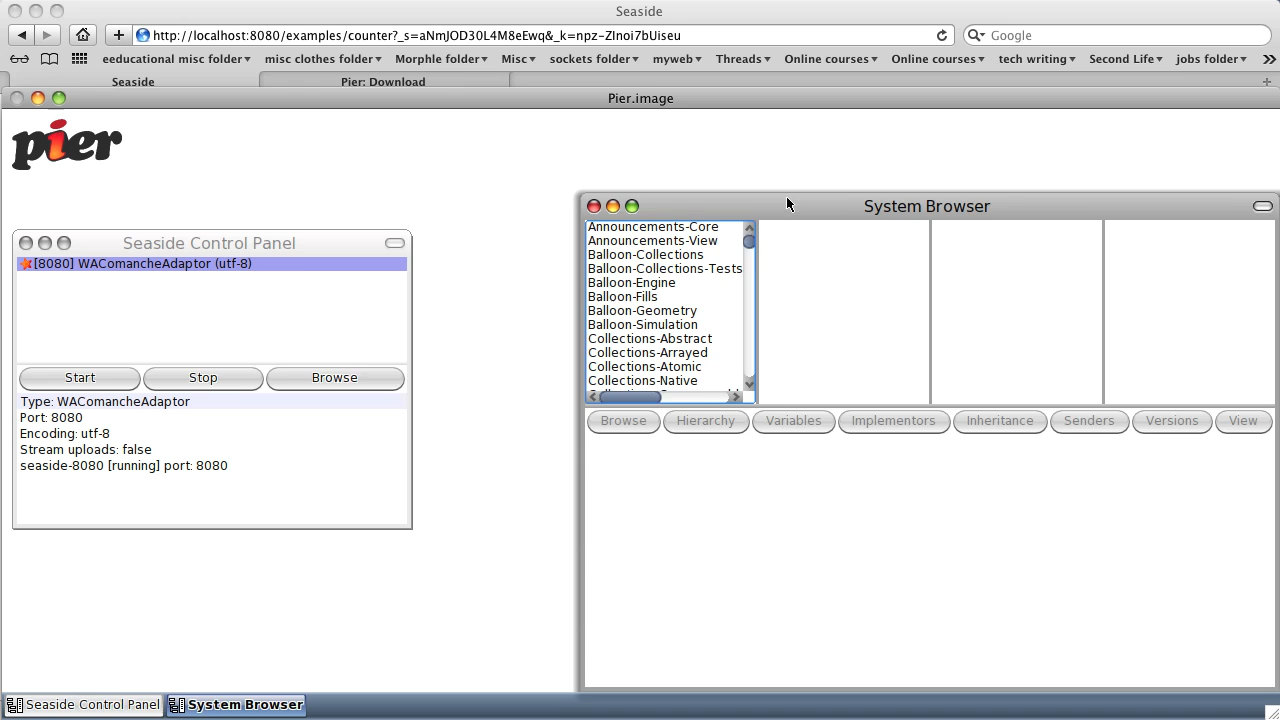 Seaside
http://localhost:8080/examples/counter?_s=aNmJOD30L4M8eEwq&_k=npz-ZInoi7bUiseu
Google
eeducational misc folder
misc clothes folder
Morphle folder
Misc
sockets folder
myweb
Threads
Online courses
Online courses
tech writing
Second Life
jobs folder
Seaside
Pier: Download
Pier.image
pier
Seaside Control Panel
[8080] WAComancheAdaptor (utf-8)
Start
Stop
Browse
Type: WAComancheAdaptor
Port: 8080
Encoding: utf-8
Stream uploads: false
seaside-8080 [running] port: 8080
System Browser
Announcements-Core
Announcements-View
Balloon-Collections
Balloon-Collections-Tests
Balloon-Engine
Balloon-Fills
Balloon-Geometry
Balloon-Simulation
Collections-Abstract
Collections-Arrayed
Collections-Atomic
Collections-Native
Browse
Hierarchy
Variables
Implementors
Inheritance
Senders
Versions
View
Seaside Control Panel
System Browser